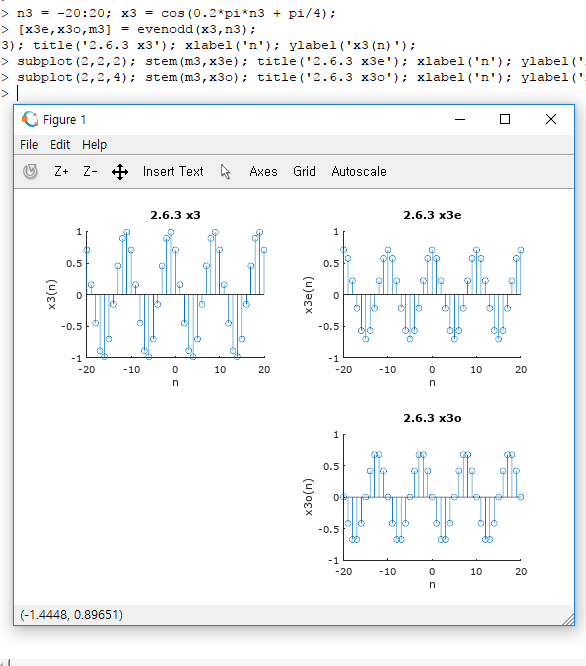 > n3 = -20:20; x3 = cos(0.2*pi*n3 + pi/4);
> [x3e,x3o,m3] = evenodd(x3,n3);
3); title('2.6.3 x3'); xlabel('n'); ylabel('x3(n)');
> subplot(2,2,2); stem(m3,x3e); title('2.6.3 x3e'); xlabel('n'); ylabel('
> subplot(2,2,4); stem(m3,x3o); title('2.6.3 x3o'); xlabel('n'); ylabel('
>
Figure 1
File Edit Help
Z+ Z- Insert Text Axes Grid Autoscale
2.6.3 x3
1
0.5
0
-0.5
-1
x3(n)
-20 -10 0 10 20
n
2.6.3 x3e
1
0.5
0
-0.5
-1
x3e(n)
-20 -10 0 10 20
n
2.6.3 x3o
1
0.5
0
-0.5
-1
x3o(n)
-20 -10 0 10 20
n
(-1.4448, 0.89651)